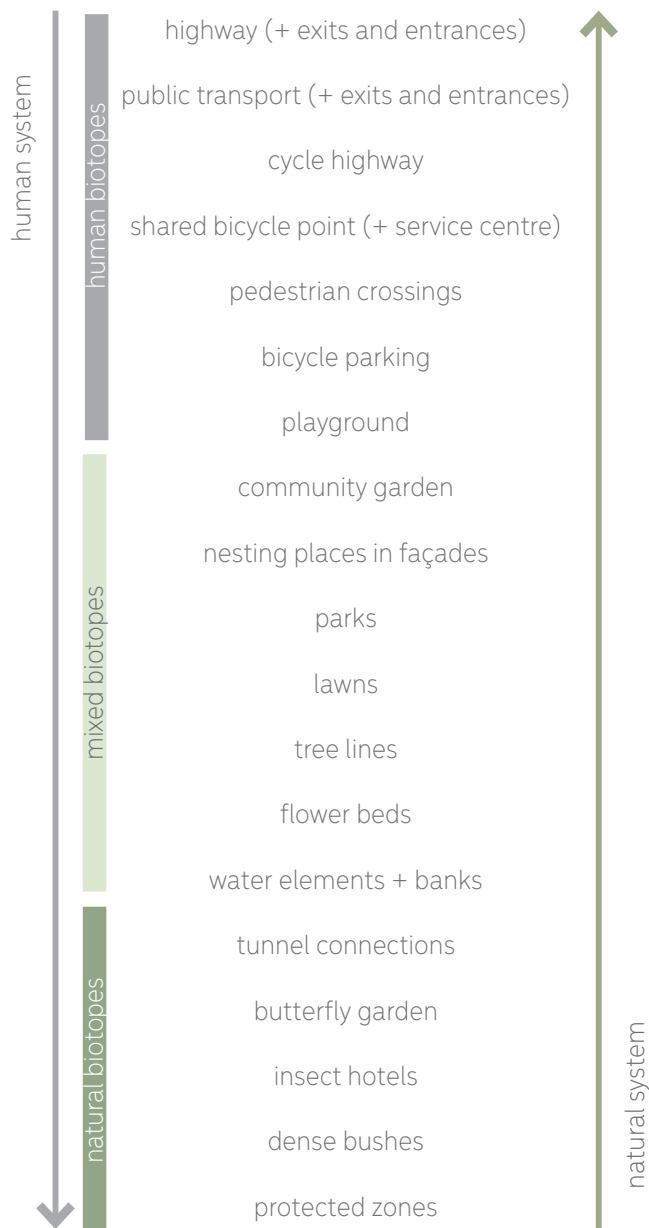 human system
human biotopes
highway (+ exits and entrances)
public transport (+ exits and entrances)
cycle highway
shared bicycle point (+ service centre)
pedestrian crossings
bicycle parking
playground
mixed biotopes
community garden
nesting places in façades
parks
lawns
tree lines
flower beds
water elements + banks
natural biotopes
tunnel connections
butterfly garden
insect hotels
dense bushes
protected zones
natural system